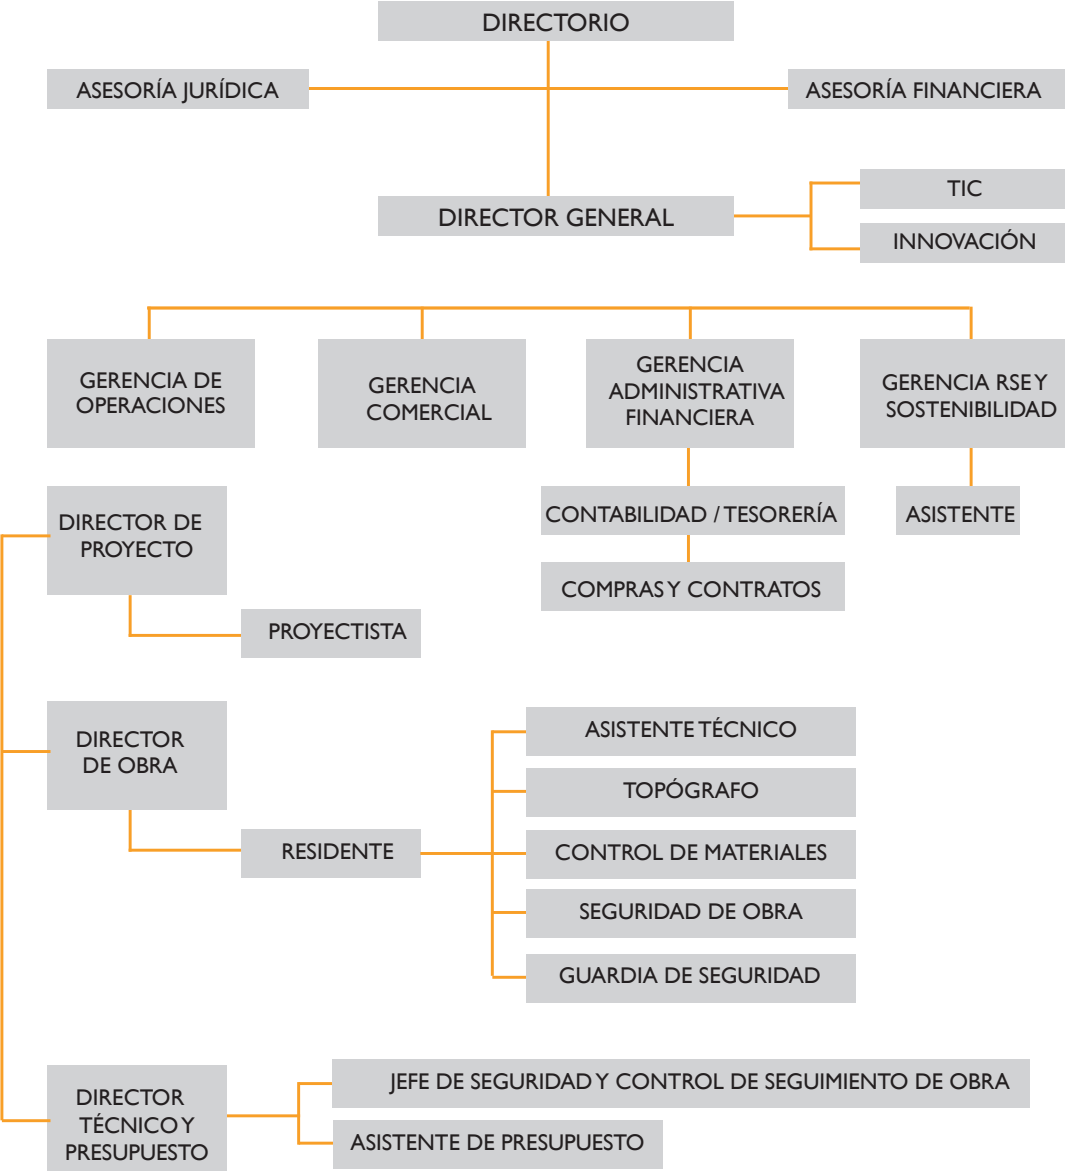 DIRECTORIO
ASESORÍA JURÍDICA
ASESORÍA FINANCIERA
TIC
DIRECTOR GENERAL
INNOVACIÓN
GERENCIA DE
OPERACIONES
GERENCIA
COMERCIAL
GERENCIA
ADMINISTRATIVA
FINANCIERA
GERENCIA RSE Y
SOSTENIBILIDAD
DIRECTOR DE
PROYECTO
CONTABILIDAD / TESORERÍA
ASISTENTE
COMPRAS Y CONTRATOS
PROYECTISTA
DIRECTOR
DE OBRA
RESIDENTE
ASISTENTE TÉCNICO
TOPÓGRAFO
CONTROL DE MATERIALES
SEGURIDAD DE OBRA
GUARDIA DE SEGURIDAD
DIRECTOR
TÉCNICO Y
PRESUPUESTO
JEFE DE SEGURIDAD Y CONTROL DE SEGUIMIENTO DE OBRA
ASISTENTE DE PRESUPUESTO